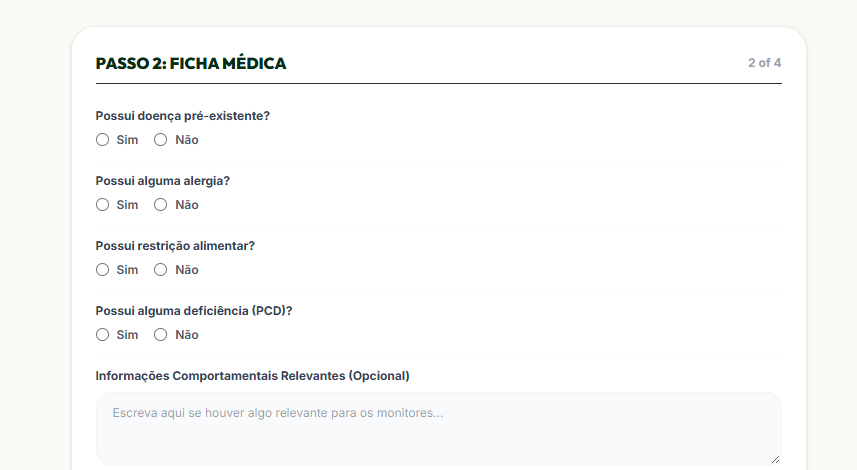 PASSO 2: FICHA MÉDICA
2 of 4
Possui doença pré-existente?
Sim Não
Possui alguma alergia?
Sim Não
Possui restrição alimentar?
Sim Não
Possui alguma deficiência (PCD)?
Sim Não
Informações Comportamentais Relevantes (Opcional)
Escreva aqui se houver algo relevante para os monitores...